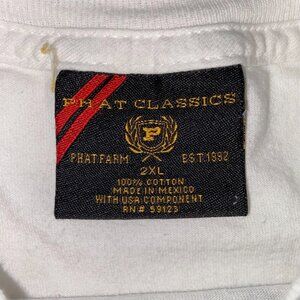 PHAT CLASSICS
P
PHAT FARM EST. 1992
2XL
100% COTTON
MADE IN MEXICO
WITH USA COMPONENT
RN# 59123